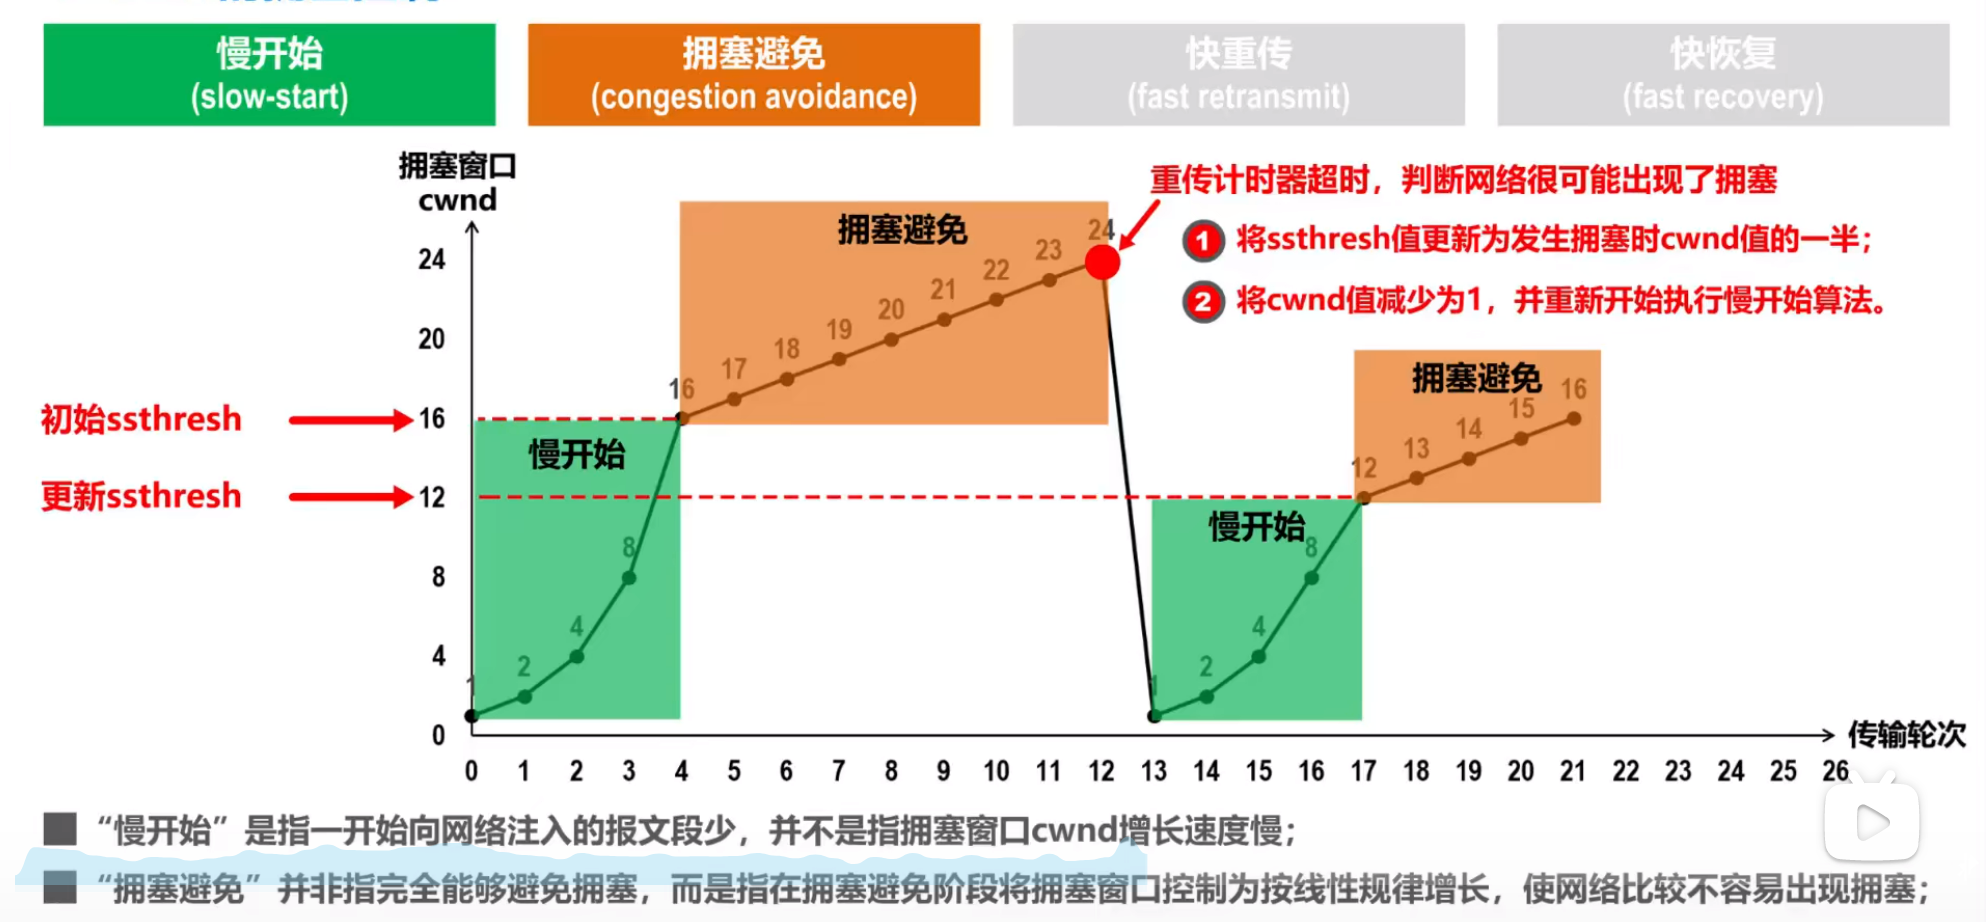 慢开始
(slow-start)
拥塞避免
(congestion avoidance)
快重传
(fast retransmit)
快恢复
(fast recovery)
拥塞窗口
cwnd
重传计时器超时，判断网络很可能出现了拥塞
1 将ssthresh值更新为发生拥塞时cwnd值的一半；
2 将cwnd值减少为1，并重新开始执行慢开始算法。
拥塞避免
24
23
22
21
20
19
18
17
16
拥塞避免
16
15
14
13
12
初始ssthresh
更新ssthresh
24
20
16
12
8
4
0
慢开始
8
4
2
1
慢开始
8
4
2
1
0 1 2 3 4 5 6 7 8 9 10 11 12 13 14 15 16 17 18 19 20 21 22 23 24 25 26
传输轮次
“慢开始”是指一开始向网络注入的报文段少，并不是指拥塞窗口cwnd增长速度慢；
“拥塞避免”并非指完全能够避免拥塞，而是指在拥塞避免阶段将拥塞窗口控制为按线性规律增长，使网络比较不容易出现拥塞；